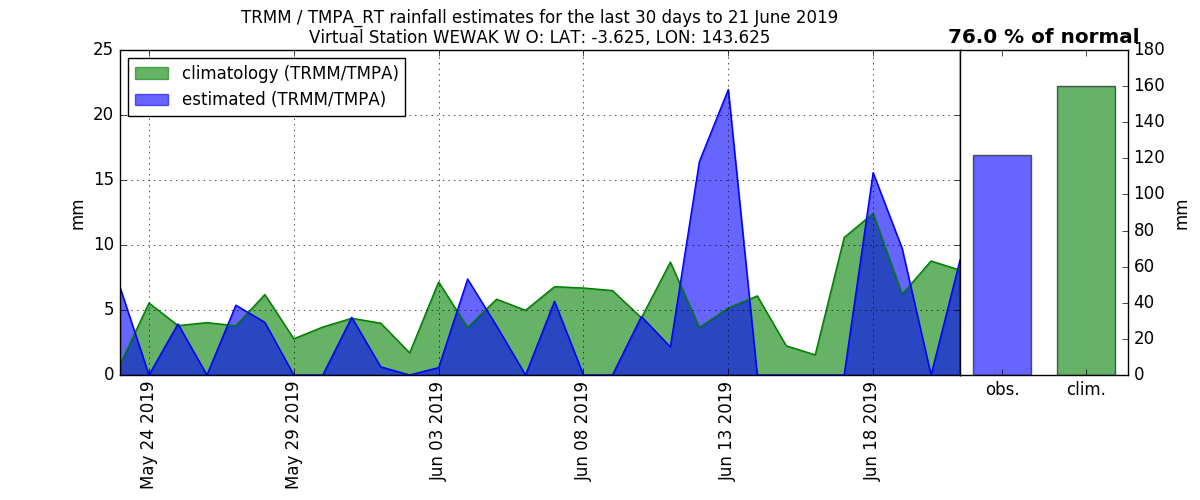 TRMM / TMPA_RT rainfall estimates for the last 30 days to 21 June 2019
Virtual Station WEWAK W O: LAT: -3.625, LON: 143.625
76.0 % of normal
climatology (TRMM/TMPA)
estimated (TRMM/TMPA)
25
20
15
10
5
0
mm
May 24 2019
May 29 2019
Jun 03 2019
Jun 08 2019
Jun 13 2019
Jun 18 2019
obs.
clim.
180
160
140
120
100
80
60
40
20
0
mm